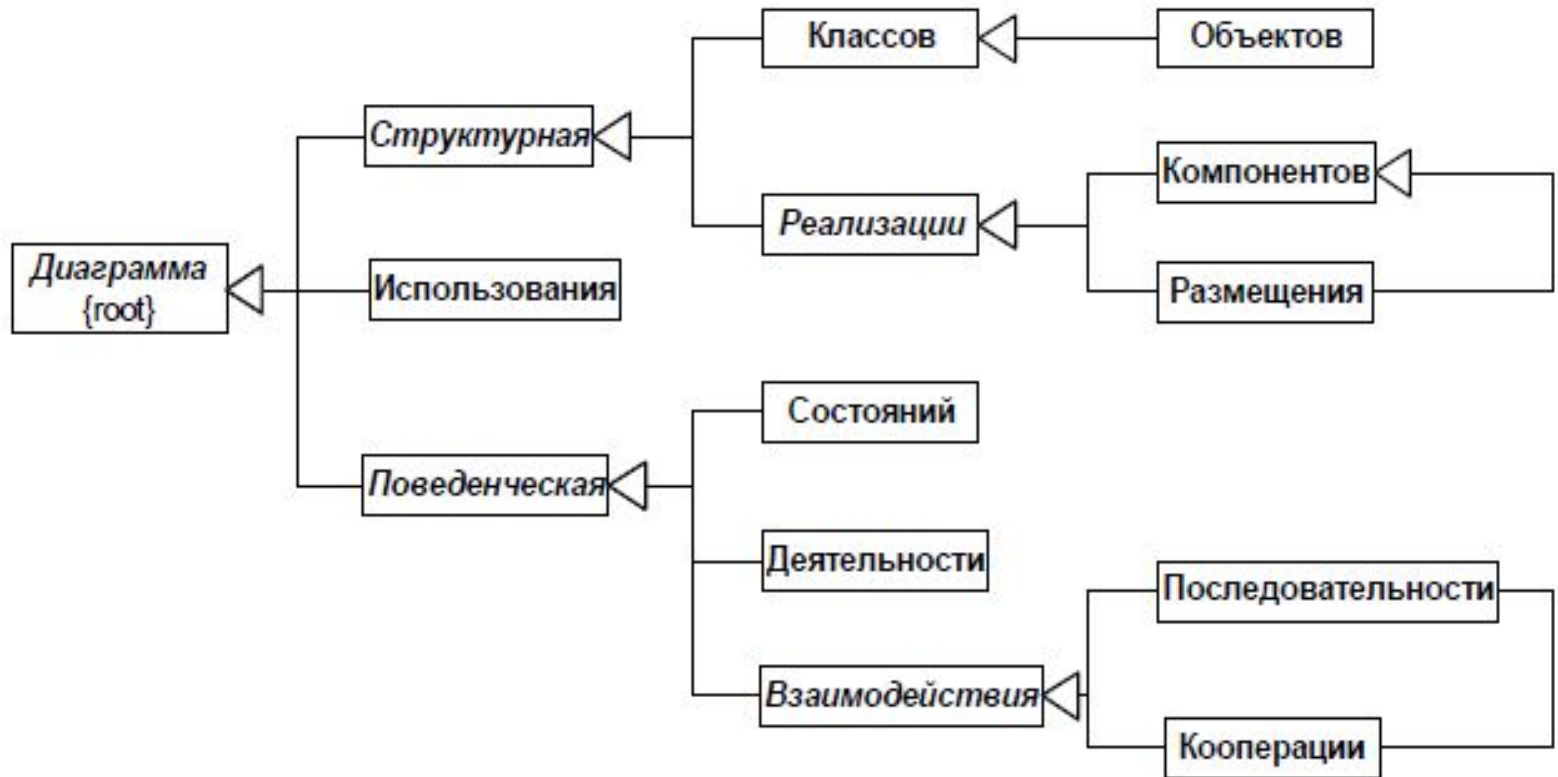 Классов
Объектов
Структурная
Компонентов
Реализации
Диаграмма
{root}
Использования
Размещения
Состояний
Поведенческая
Деятельности
Последовательности
Взаимодействия
Кооперации